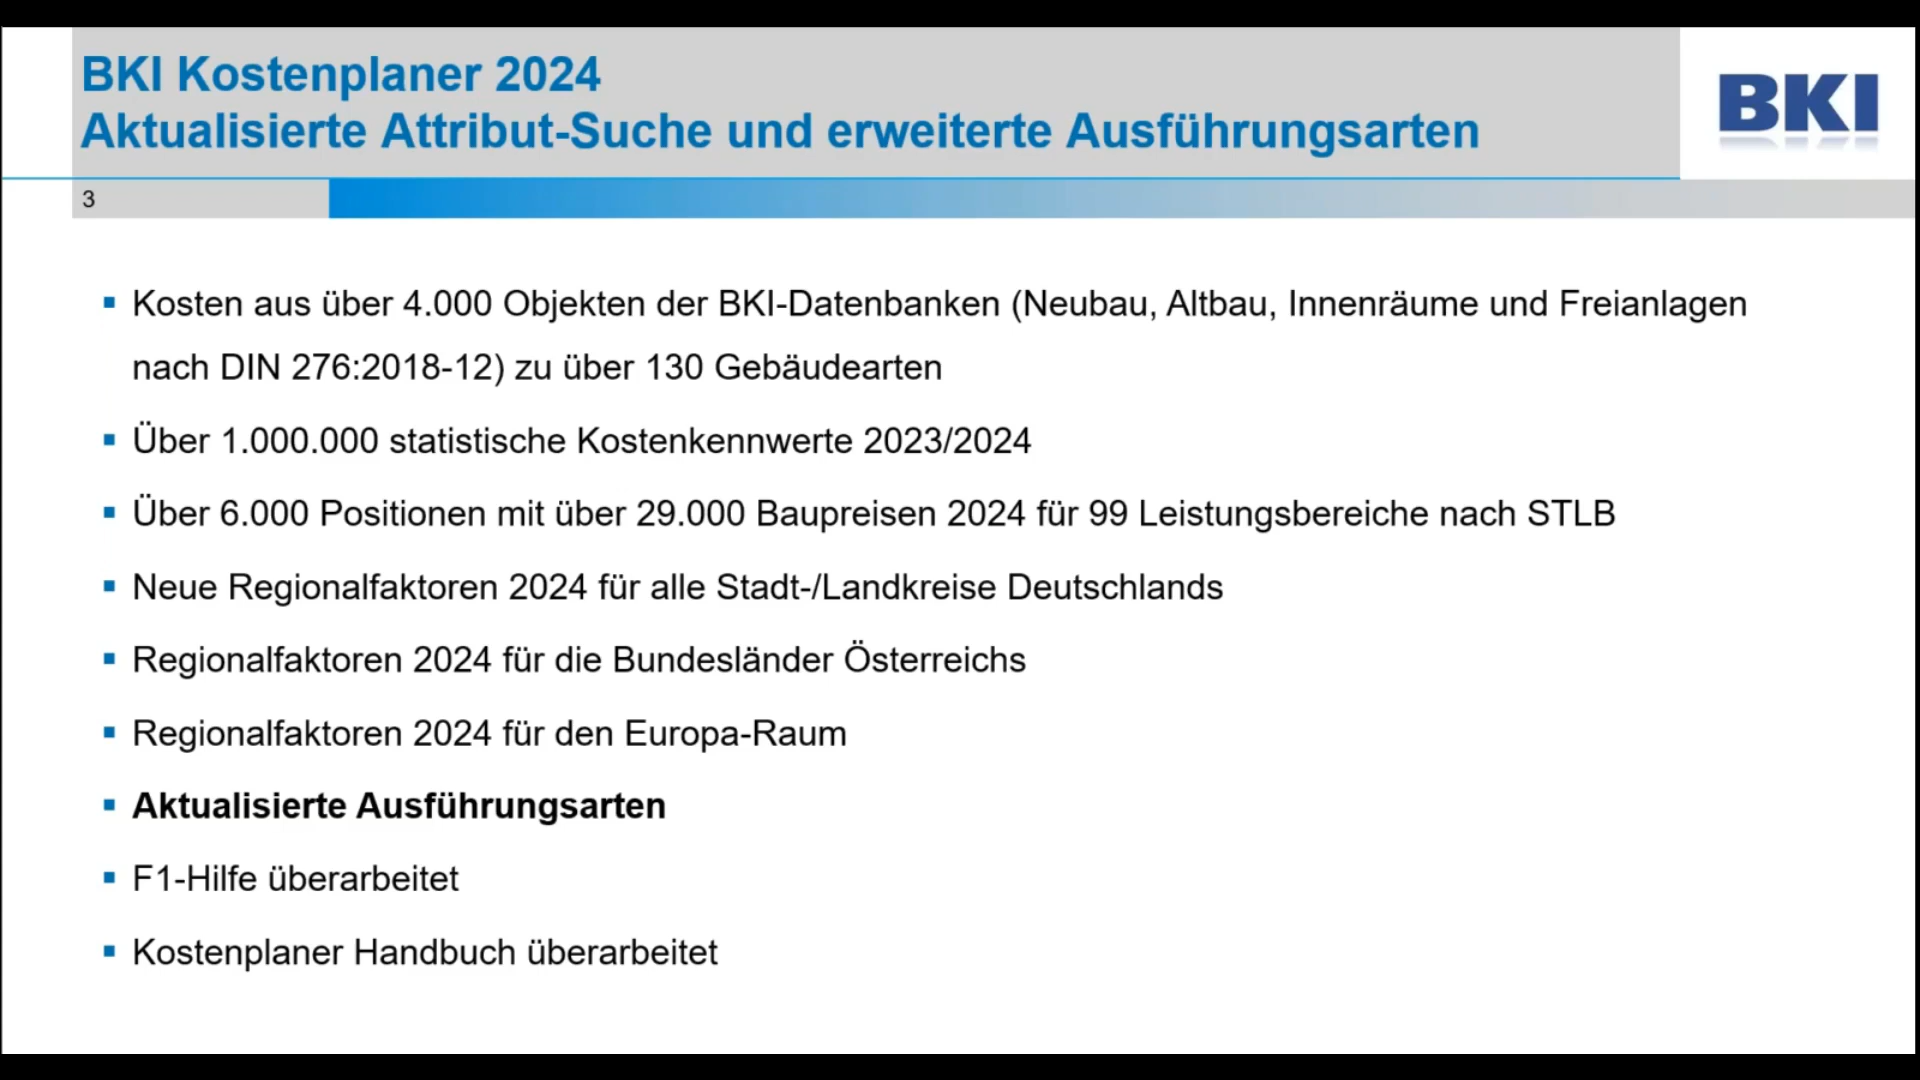 BKI Kostenplaner 2024
Aktualisierte Attribut-Suche und erweiterte Ausführungsarten
BKI
3
Kosten aus über 4.000 Objekten der BKI-Datenbanken (Neubau, Altbau, Innenräume und Freianlagen
nach DIN 276:2018-12) zu über 130 Gebäudearten
Über 1.000.000 statistische Kostenkennwerte 2023/2024
Über 6.000 Positionen mit über 29.000 Baupreisen 2024 für 99 Leistungsbereiche nach STLB
Neue Regionalfaktoren 2024 für alle Stadt-/Landkreise Deutschlands
Regionalfaktoren 2024 für die Bundesländer Österreichs
Regionalfaktoren 2024 für den Europa-Raum
Aktualisierte Ausführungsarten
F1-Hilfe überarbeitet
Kostenplaner Handbuch überarbeitet